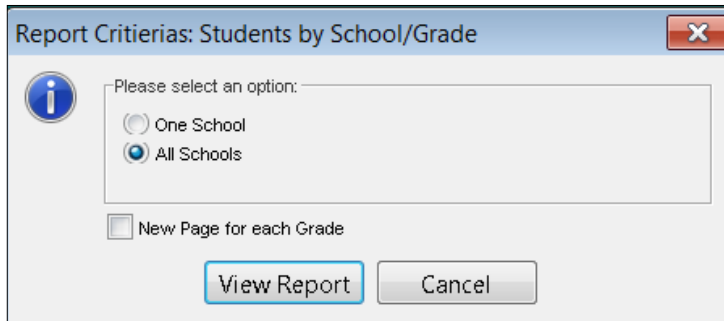 Report Critierias: Students by School/Grade
Please select an option:
One School
All Schools
New Page for each Grade
View Report
Cancel